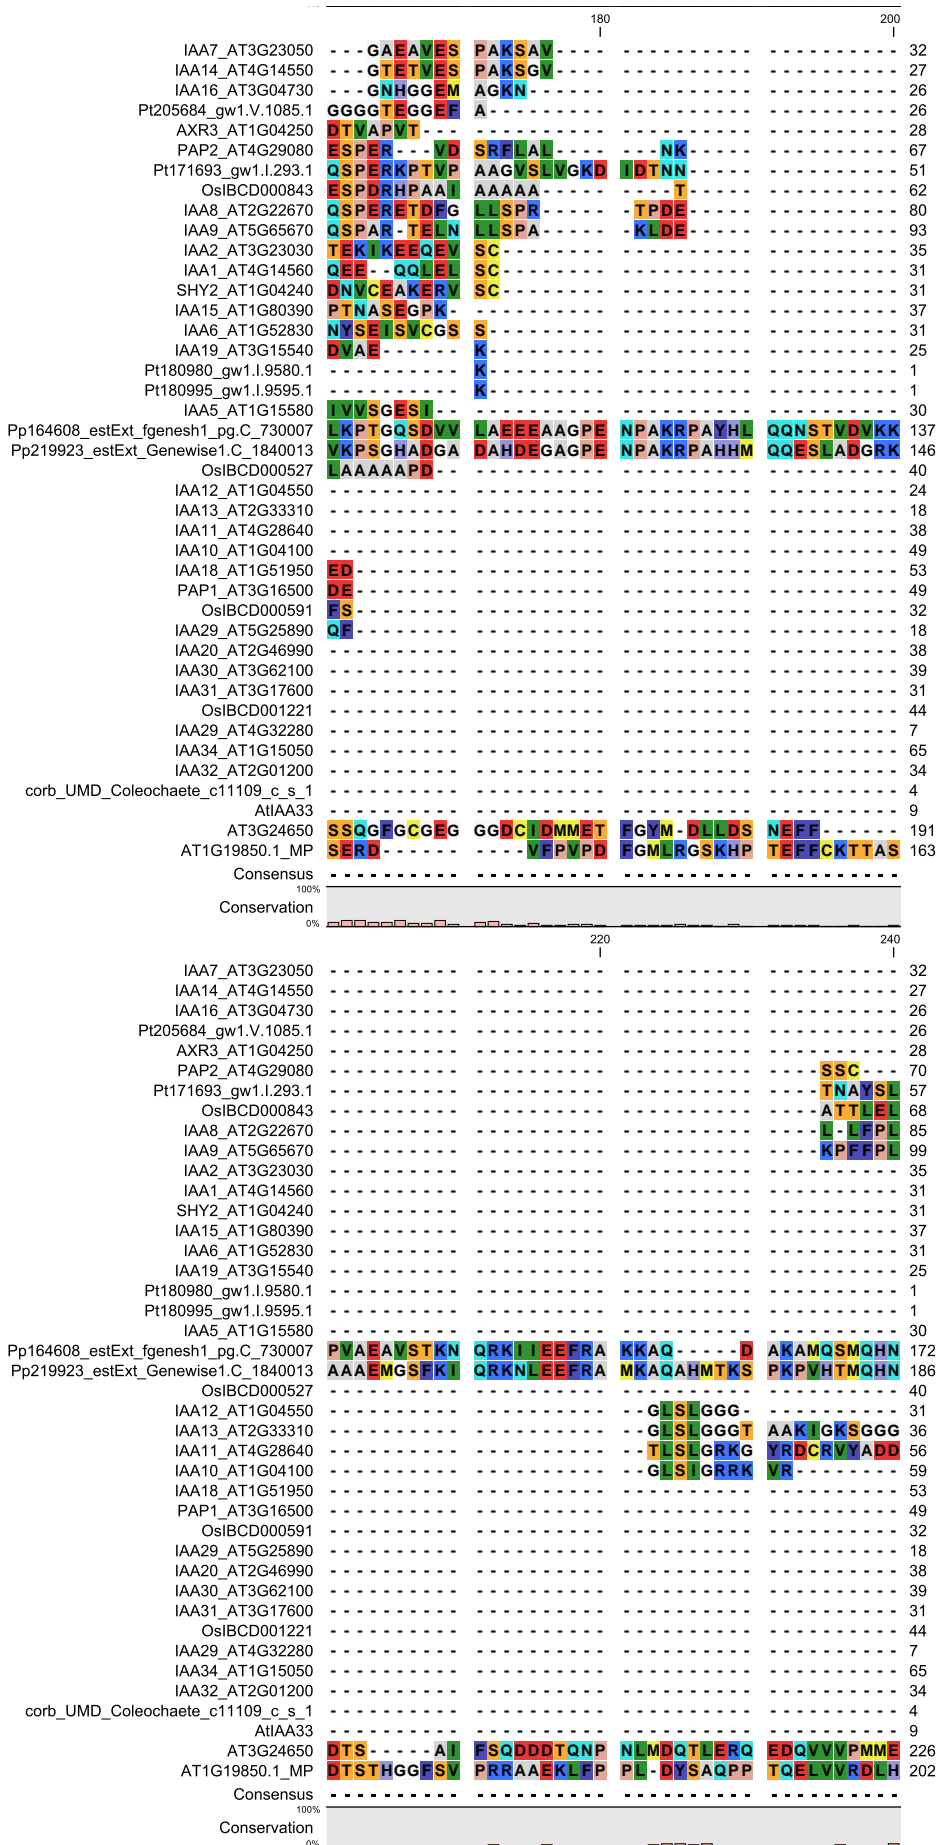 180 200
IAA7_AT3G23050 ---GAEAVES PAKSAV---- ---------- ---------- 32
IAA14_AT4G14550 ---GTETVES PAKSGV---- ---------- ---------- 27
IAA16_AT3G04730 ---GNHGGEM AGKN------ ---------- ---------- 26
Pt205684_gw1.V.1085.1 GGGGTEGGEF A--------- ---------- ---------- 26
AXR3_AT1G04250 DTVAPVT--- ---------- ---------- ---------- 28
PAP2_AT4G29080 ESPER---VD SRFLAL---- ---NK----- ---------- 67
Pt171693_gw1.I.293.1 QSPERKPTVP AAGVSLVGKD IDTNN----- ---------- 51
OsIBCD000843 ESPDRHPAAI AAAAA----- ----T----- ---------- 62
IAA8_AT2G22670 QSPERETDFG LLSPR----- -TPDE----- ---------- 80
IAA9_AT5G65670 QSPAR-TELN LLSPA----- -KLDE----- ---------- 93
IAA2_AT3G23030 TEKIKEEQEV SC-------- ---------- ---------- 35
IAA1_AT4G14560 QEE--QQLEL SC-------- ---------- ---------- 31
SHY2_AT1G04240 DNVCEAKERV SC-------- ---------- ---------- 31
IAA15_AT1G80390 PTNASEGPK- ---------- ---------- ---------- 37
IAA6_AT1G52830 NYSEISVCGS S--------- ---------- ---------- 31
IAA19_AT3G15540 DVAE------ K--------- ---------- ---------- 25
Pt180980_gw1.I.9580.1 ---------- K--------- ---------- ---------- 1
Pt180995_gw1.I.9595.1 ---------- K--------- ---------- ---------- 1
IAA5_AT1G15580 IVVSGESI-- ---------- ---------- ---------- 30
Pp164608_estExt_fgenesh1_pg.C_730007 LKPTGQSDVV LAEEEAAGPE NPAKRPAYHL QQNSTVDVKK 137
Pp219923_estExt_Genewise1.C_1840013 VKPSGHADGA DAHDEGAGPE NPAKRPAHHM QQESLADGRK 146
OsIBCD000527 LAAAAAPD-- ---------- ---------- ---------- 40
IAA12_AT1G04550 ---------- ---------- ---------- ---------- 24
IAA13_AT2G33310 ---------- ---------- ---------- ---------- 18
IAA11_AT4G28640 ---------- ---------- ---------- ---------- 38
IAA10_AT1G04100 ---------- ---------- ---------- ---------- 49
IAA18_AT1G51950 ED-------- ---------- ---------- ---------- 53
PAP1_AT3G16500 DE-------- ---------- ---------- ---------- 49
OsIBCD000591 FS-------- ---------- ---------- ---------- 32
IAA29_AT5G25890 QF-------- ---------- ---------- ---------- 18
IAA20_AT2G46990 ---------- ---------- ---------- ---------- 38
IAA30_AT3G62100 ---------- ---------- ---------- ---------- 39
IAA31_AT3G17600 ---------- ---------- ---------- ---------- 31
OsIBCD001221 ---------- ---------- ---------- ---------- 44
IAA29_AT4G32280 ---------- ---------- ---------- ---------- 7
IAA34_AT1G15050 ---------- ---------- ---------- ---------- 65
IAA32_AT2G01200 ---------- ---------- ---------- ---------- 34
corb_UMD_Coleochaete_c11109_c_s_1 ---------- ---------- ---------- ---------- 4
AtIAA33 ---------- ---------- ---------- ---------- 9
AT3G24650 SSQGFGCGEG GGDCIDMMET FGYM-DLLDS NEFF------ 191
AT1G19850.1_MP SERD------ ----VFPVPD FGMLRGSKHP TEFFCKTTAS 163
Consensus ---------- ---------- ---------- ----------
100%
Conservation
0%
220 240
IAA7_AT3G23050 ---------- ---------- ---------- ---------- 32
IAA14_AT4G14550 ---------- ---------- ---------- ---------- 27
IAA16_AT3G04730 ---------- ---------- ---------- ---------- 26
Pt205684_gw1.V.1085.1 ---------- ---------- ---------- ---------- 26
AXR3_AT1G04250 ---------- ---------- ---------- ---------- 28
PAP2_AT4G29080 ---------- ---------- ---------- ----SSC--- 70
Pt171693_gw1.I.293.1 ---------- ---------- ---------- ----TNAYSL 57
OsIBCD000843 ---------- ---------- ---------- ----ATTLEL 68
IAA8_AT2G22670 ---------- ---------- ---------- ----L-LFPL 85
IAA9_AT5G65670 ---------- ---------- ---------- ----KPFFPL 99
IAA2_AT3G23030 ---------- ---------- ---------- ---------- 35
IAA1_AT4G14560 ---------- ---------- ---------- ---------- 31
SHY2_AT1G04240 ---------- ---------- ---------- ---------- 31
IAA15_AT1G80390 ---------- ---------- ---------- ---------- 37
IAA6_AT1G52830 ---------- ---------- ---------- ---------- 31
IAA19_AT3G15540 ---------- ---------- ---------- ---------- 25
Pt180980_gw1.I.9580.1 ---------- ---------- ---------- ---------- 1
Pt180995_gw1.I.9595.1 ---------- ---------- ---------- ---------- 1
IAA5_AT1G15580 ---------- ---------- ---------- ---------- 30
Pp164608_estExt_fgenesh1_pg.C_730007 PVAEAVSTKN QRKIIEEFRA KKAQ-----D AKAMQSMQHN 172
Pp219923_estExt_Genewise1.C_1840013 AAAEMGSFKI QRKNLEEFRA MKAQAHMTKS PKPVHTMQHN 186
OsIBCD000527 ---------- ---------- ---------- ---------- 40
IAA12_AT1G04550 ---------- ---------- --GLSLGGG- ---------- 31
IAA13_AT2G33310 ---------- ---------- --GLSLGGGT AAKIGKSGGG 36
IAA11_AT4G28640 ---------- ---------- --TLSLGRKG YRDCRVYADD 56
IAA10_AT1G04100 ---------- ---------- --GLSIGRRK VR-------- 59
IAA18_AT1G51950 ---------- ---------- ---------- ---------- 53
PAP1_AT3G16500 ---------- ---------- ---------- ---------- 49
OsIBCD000591 ---------- ---------- ---------- ---------- 32
IAA29_AT5G25890 ---------- ---------- ---------- ---------- 18
IAA20_AT2G46990 ---------- ---------- ---------- ---------- 38
IAA30_AT3G62100 ---------- ---------- ---------- ---------- 39
IAA31_AT3G17600 ---------- ---------- ---------- ---------- 31
OsIBCD001221 ---------- ---------- ---------- ---------- 44
IAA29_AT4G32280 ---------- ---------- ---------- ---------- 7
IAA34_AT1G15050 ---------- ---------- ---------- ---------- 65
IAA32_AT2G01200 ---------- ---------- ---------- ---------- 34
corb_UMD_Coleochaete_c11109_c_s_1 ---------- ---------- ---------- ---------- 4
AtIAA33 ---------- ---------- ---------- ---------- 9
AT3G24650 DTS-----AI FSQDDDTQNP NLMDQTLERQ EDQVVVPMME 226
AT1G19850.1_MP DTSTHGGFSV PRRAAEKLFP PL-DYSAQPP TQELVVRDLH 202
Consensus ---------- ---------- ---------- ----------
100%
Conservation